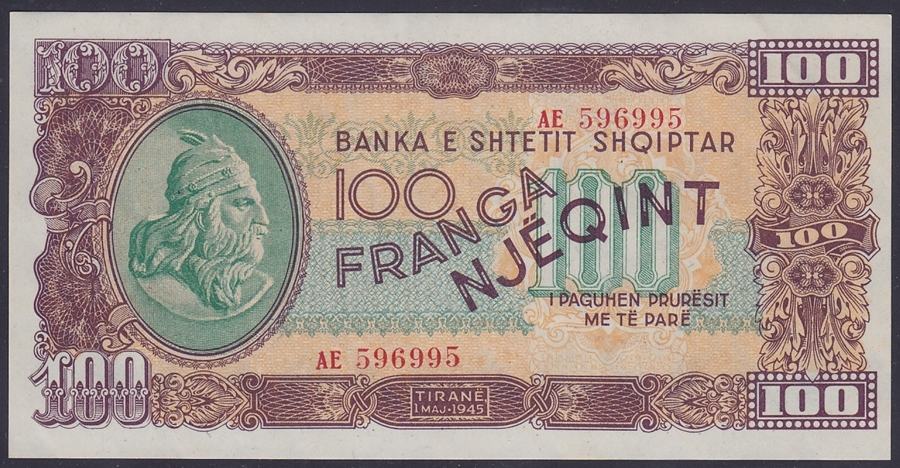 100
100
AE 596995
BANKA E SHTETIT SHQIPTAR
100
100
FRANGA
NJËQINT
100
I PAGUHEN PRURËSIT
ME TË PARË
AE 596995
100
TIRANË
1 MAJ-1945
100